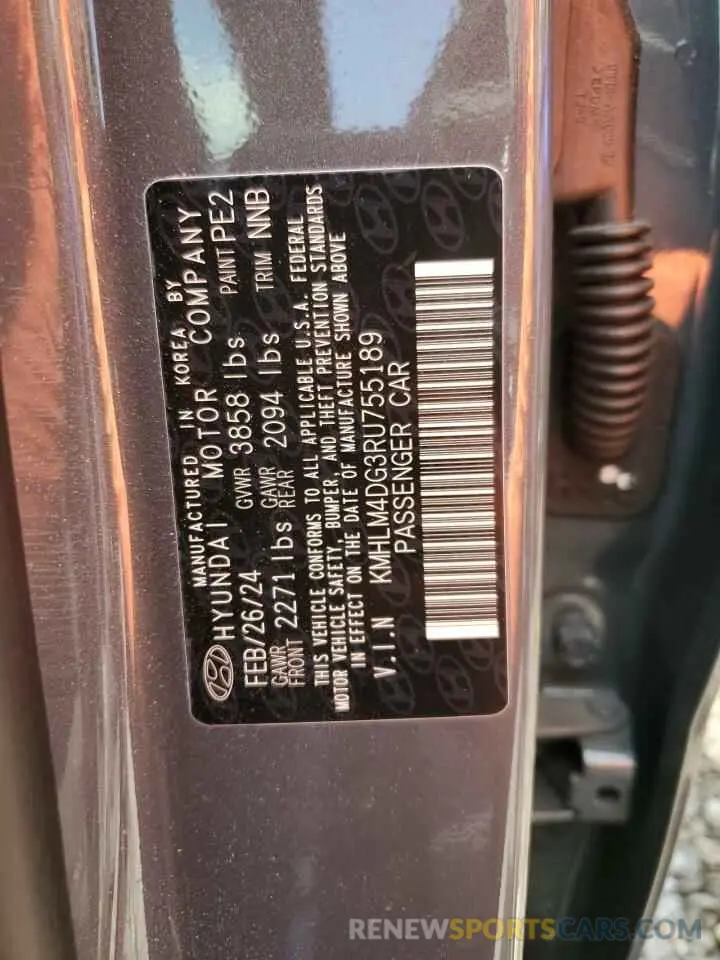 MANUFACTURED IN KOREA BY
HYUNDAI MOTOR COMPANY
FEB/26/24 GVWR 3858 lbs PAINT PE2
GAWR FRONT 2271 lbs GAWR REAR 2094 lbs TRIM NNB
THIS VEHICLE CONFORMS TO ALL APPLICABLE U.S.A. FEDERAL
MOTOR VEHICLE SAFETY, BUMPER, AND THEFT PREVENTION STANDARDS
IN EFFECT ON THE DATE OF MANUFACTURE SHOWN ABOVE
V.I.N KMHLM4DG3RU755189
PASSENGER CAR
RENEWSPORTSCARS.COM